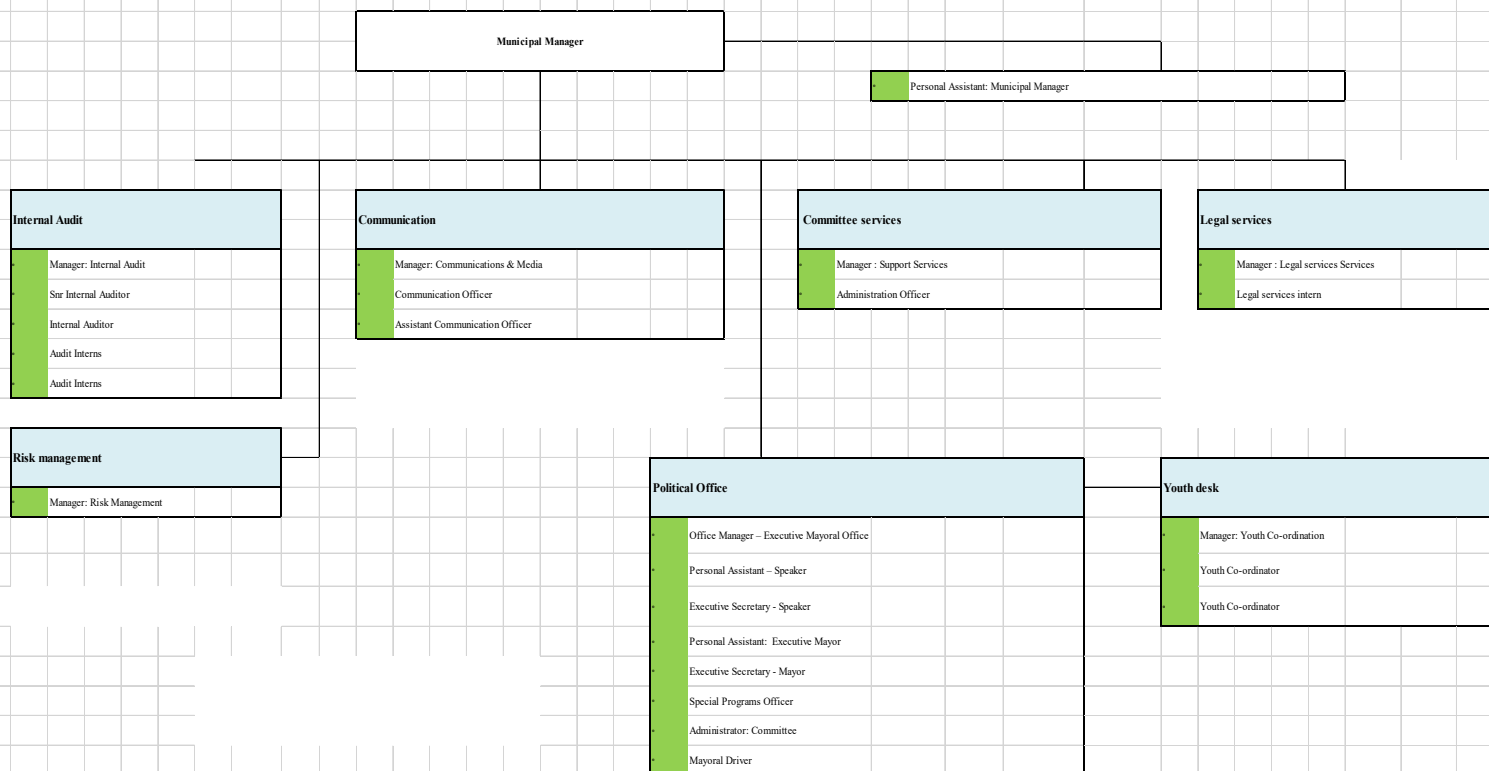 Municipal Manager
Personal Assistant: Municipal Manager
Internal Audit
Manager: Internal Audit
Snr Internal Auditor
Internal Auditor
Audit Interns
Audit Interns
Communication
Manager: Communications & Media
Communication Officer
Assistant Communication Officer
Committee services
Manager : Support Services
Administration Officer
Legal services
Manager : Legal services Services
Legal services intern
Risk management
Manager: Risk Management
Political Office
Office Manager – Executive Mayoral Office
Personal Assistant – Speaker
Executive Secretary - Speaker
Personal Assistant: Executive Mayor
Executive Secretary - Mayor
Special Programs Officer
Administrator: Committee
Mayoral Driver
Youth desk
Manager: Youth Co-ordination
Youth Co-ordinator
Youth Co-ordinator